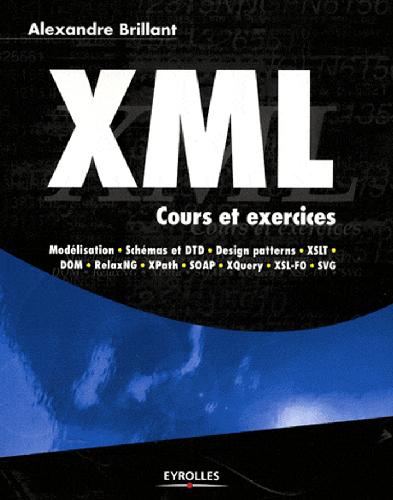 Alexandre Brillant
XML
Cours et exercices
Modélisation • Schémas et DTD • Design patterns • XSLT •
DOM • RelaxNG • XPath • SOAP • XQuery • XSL-FO • SVG
EYROLLES